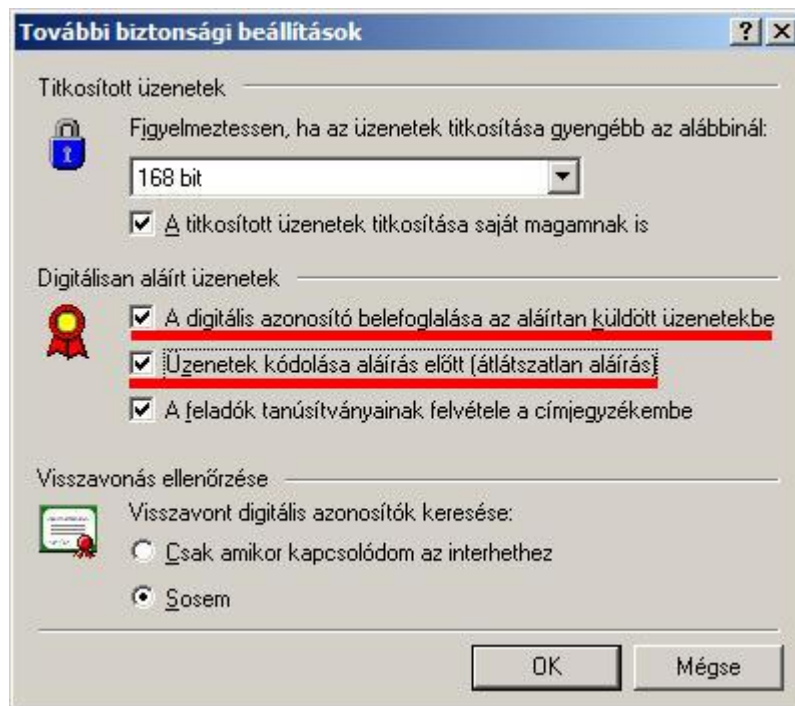 További biztonsági beállítások
Titkosított üzenetek
Figyelmeztessen, ha az üzenetek titkosítása gyengébb az alábbinál:
168 bit
A titkosított üzenetek titkosítása saját magamnak is
Digitálisan aláírt üzenetek
A digitális azonosító belefoglalása az aláírtan küldött üzenetekbe
Üzenetek kódolása aláírás előtt (átlátszatlan aláírás)
A feladók tanúsítványainak felvétele a címjegyzékembe
Visszavonás ellenőrzése
Visszavont digitális azonosítók keresése:
Csak amikor kapcsolódom az interhethez
Sosem
OK Mégse